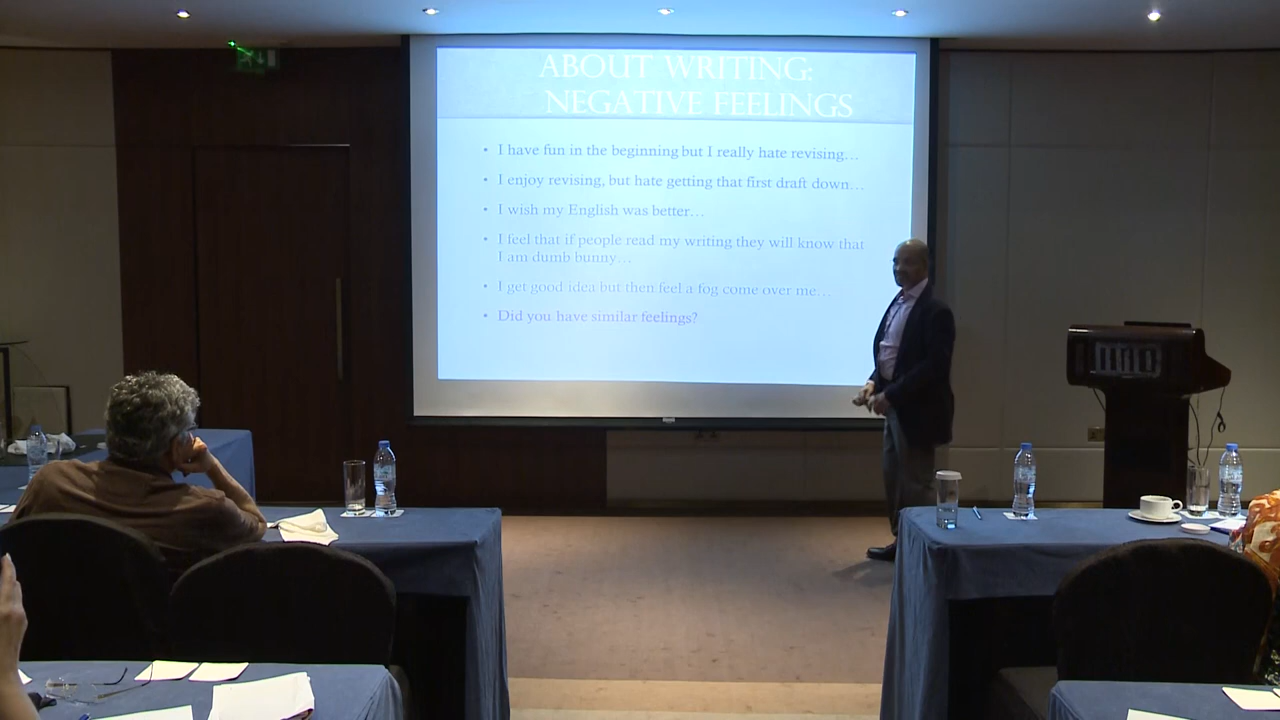 ABOUT WRITING:
NEGATIVE FEELINGS
• I have fun in the beginning but I really hate revising…
• I enjoy revising, but hate getting that first draft down…
• I wish my English was better…
• I feel that if people read my writing they will know that
I am dumb bunny…
• I get good idea but then feel a fog come over me…
• Did you have similar feelings?